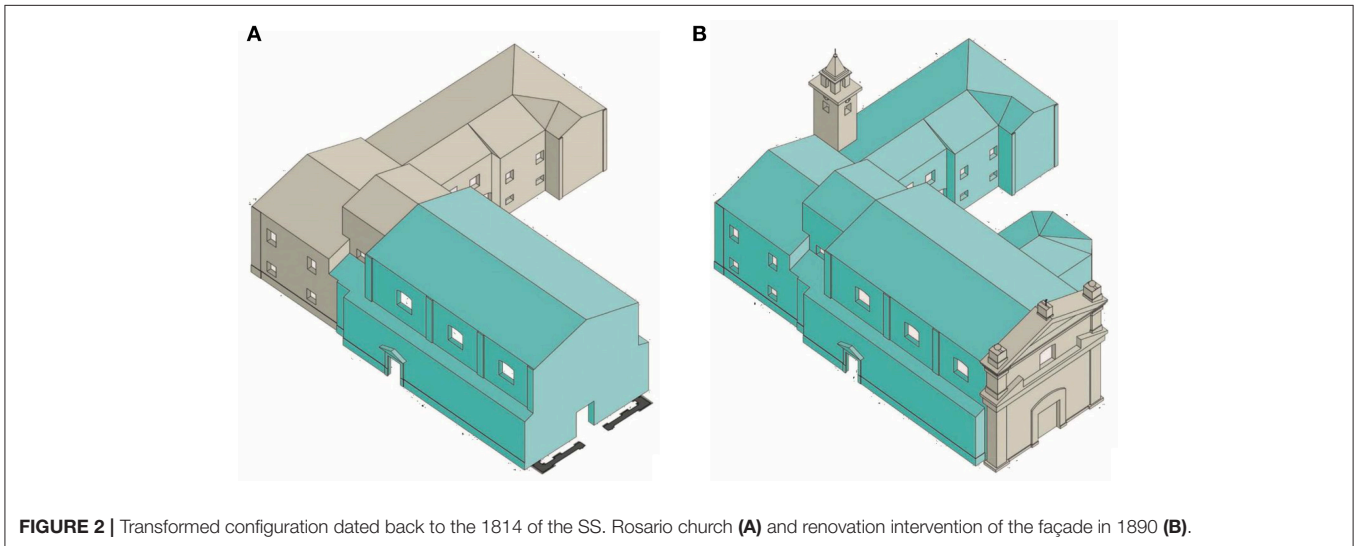 A
B
FIGURE 2 | Transformed configuration dated back to the 1814 of the SS. Rosario church (A) and renovation intervention of the façade in 1890 (B).